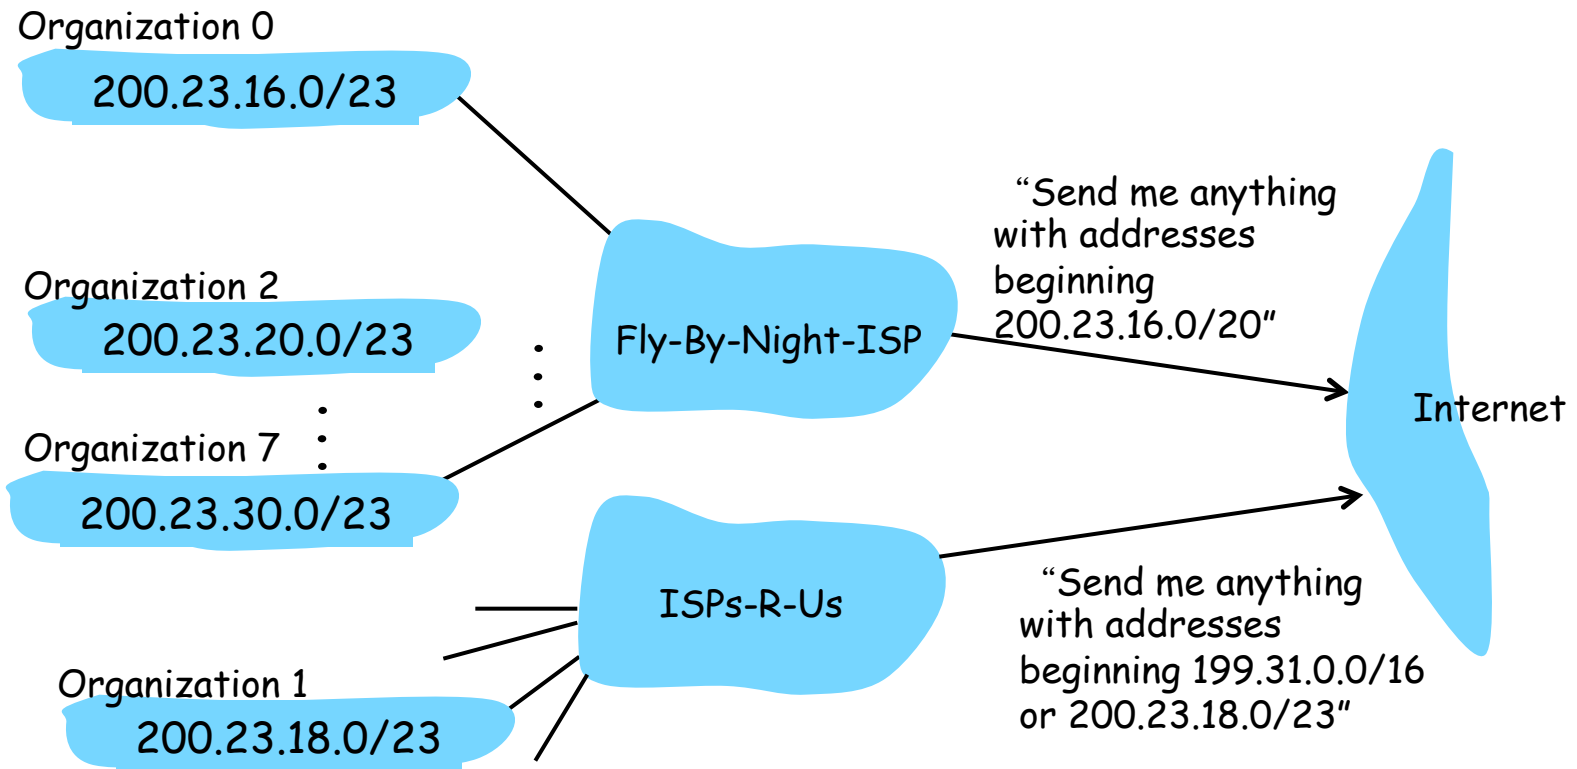 Organization 0
200.23.16.0/23
Organization 2
200.23.20.0/23
Organization 7
200.23.30.0/23
Fly-By-Night-ISP
“Send me anything
with addresses
beginning
200.23.16.0/20”
Internet
ISPs-R-Us
Organization 1
200.23.18.0/23
“Send me anything
with addresses
beginning 199.31.0.0/16
or 200.23.18.0/23”